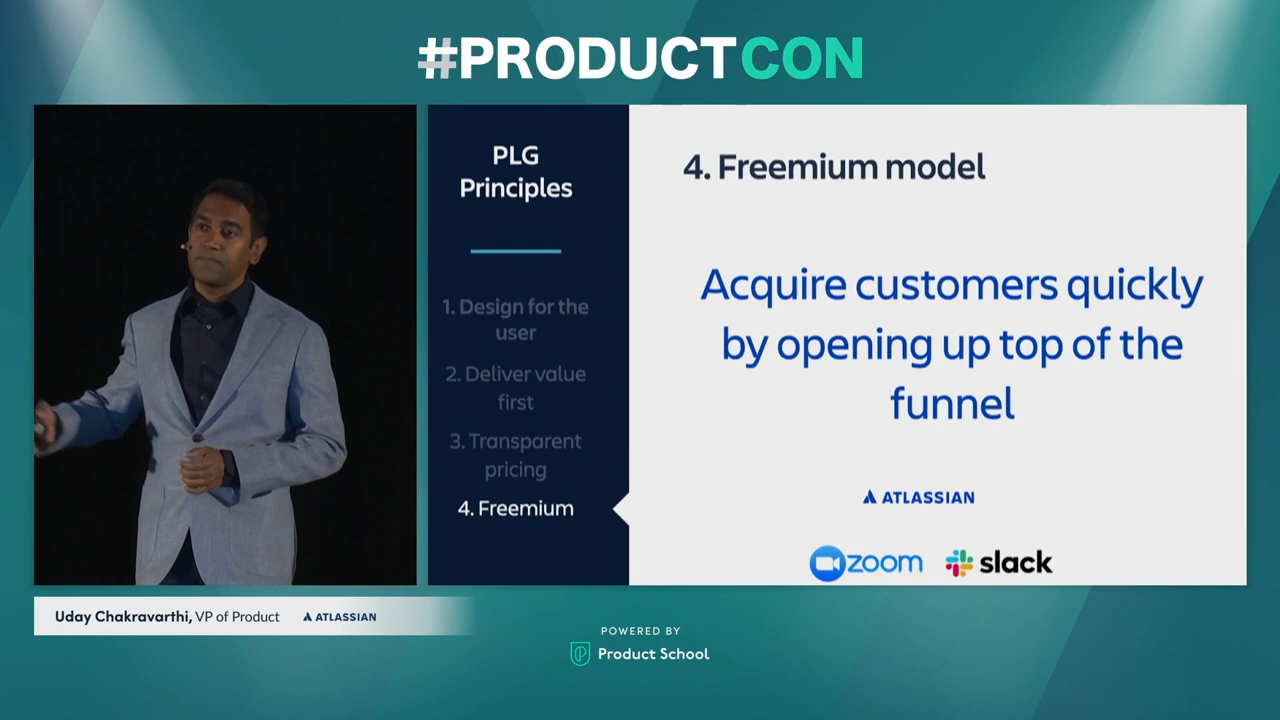 #PRODUCTCON
PLG
Principles
1. Design for the
user
2. Deliver value
first
3. Transparent
pricing
4. Freemium
4. Freemium model
Acquire customers quickly
by opening up top of the
funnel
ATLASSIAN
zoom
slack
Uday Chakravarthi, VP of Product
ATLASSIAN
POWERED BY
Product School